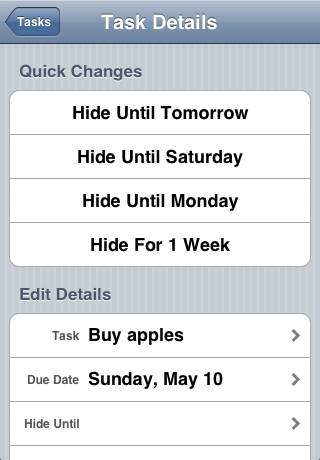 Tasks
Task Details
Quick Changes
Hide Until Tomorrow
Hide Until Saturday
Hide Until Monday
Hide For 1 Week
Edit Details
Task Buy apples
Due Date Sunday, May 10
Hide Until